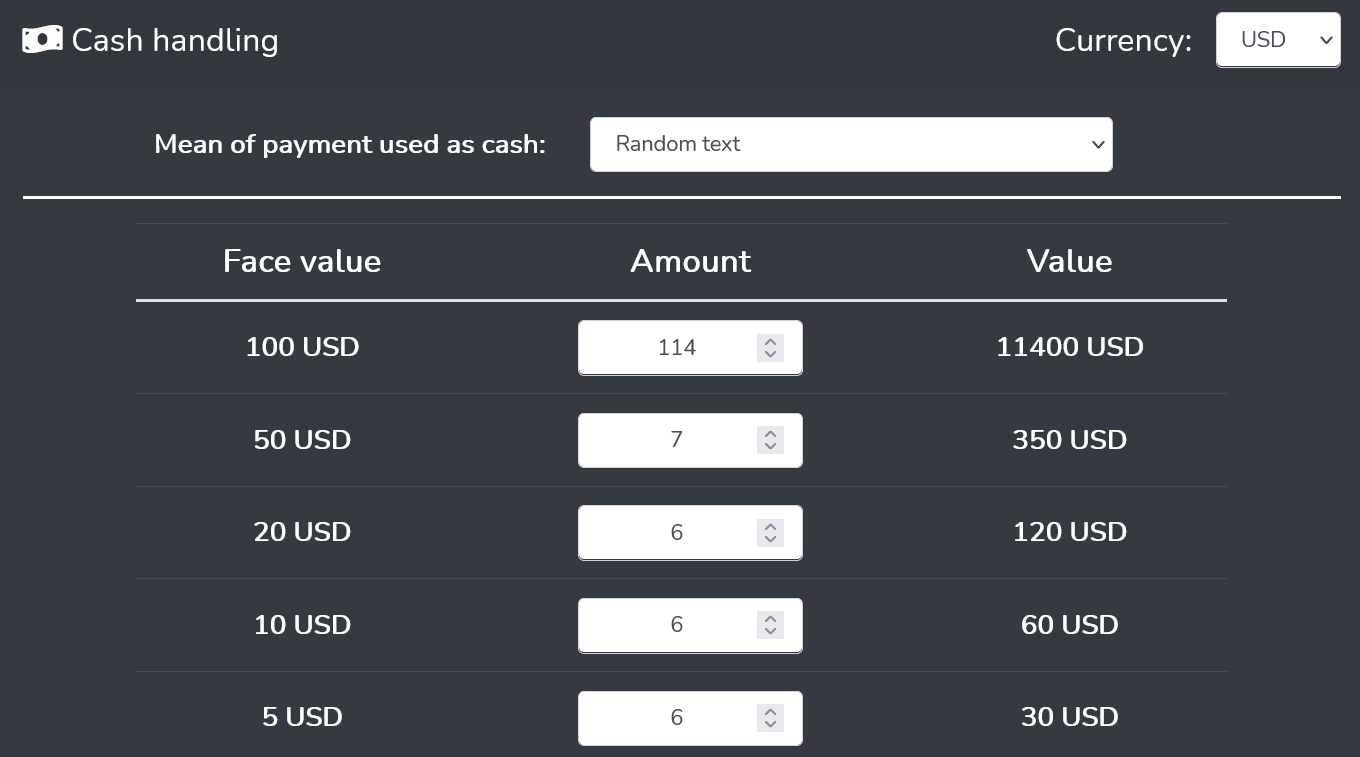 Cash handling Currency: USD
Mean of payment used as cash: Random text
Face value Amount Value
100 USD 114 11400 USD
50 USD 7 350 USD
20 USD 6 120 USD
10 USD 6 60 USD
5 USD 6 30 USD